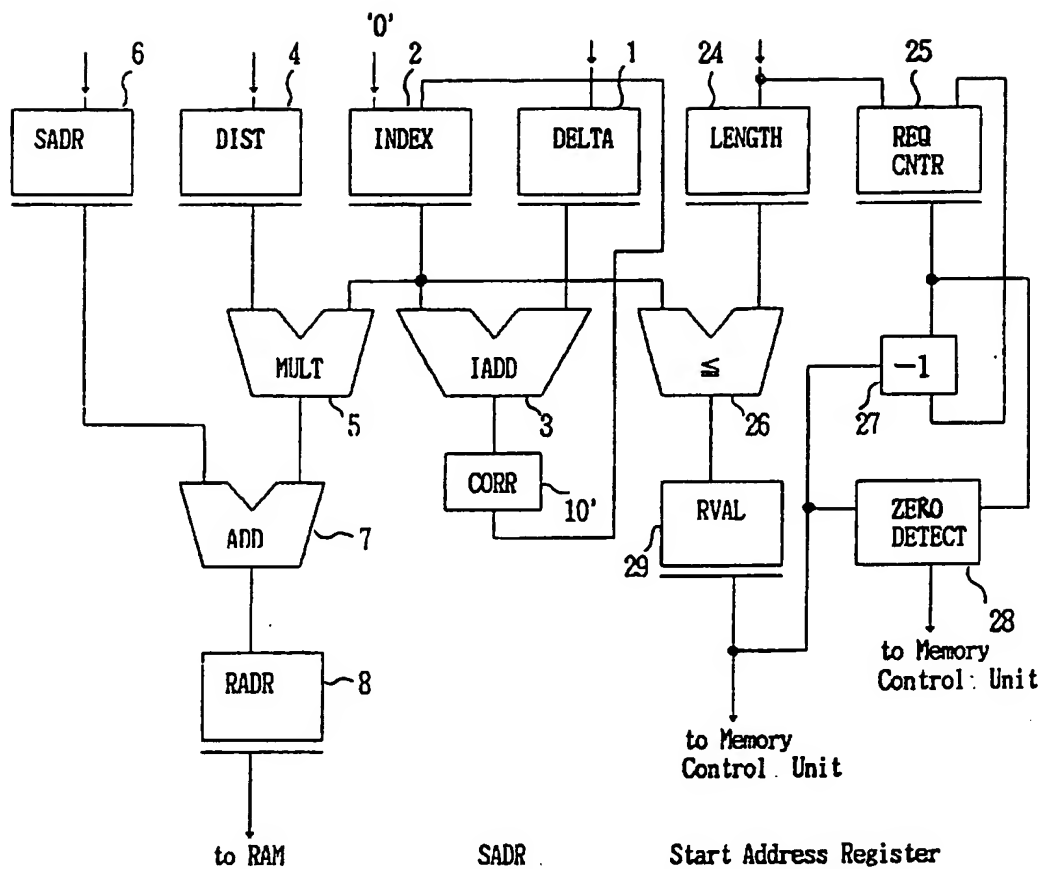 '0'
6
4
2
1
24
25
SADR
DIST
INDEX
DELTA
LENGTH
REQ
CNTR
MULT
IADD
≦
-1
5
3
26
27
CORR
10'
RVAL
ZERO
DETECT
ADD
7
29
28
RADR
8
to Memory
Control Unit
to Memory
Control Unit
to RAM
SADR Start Address Register